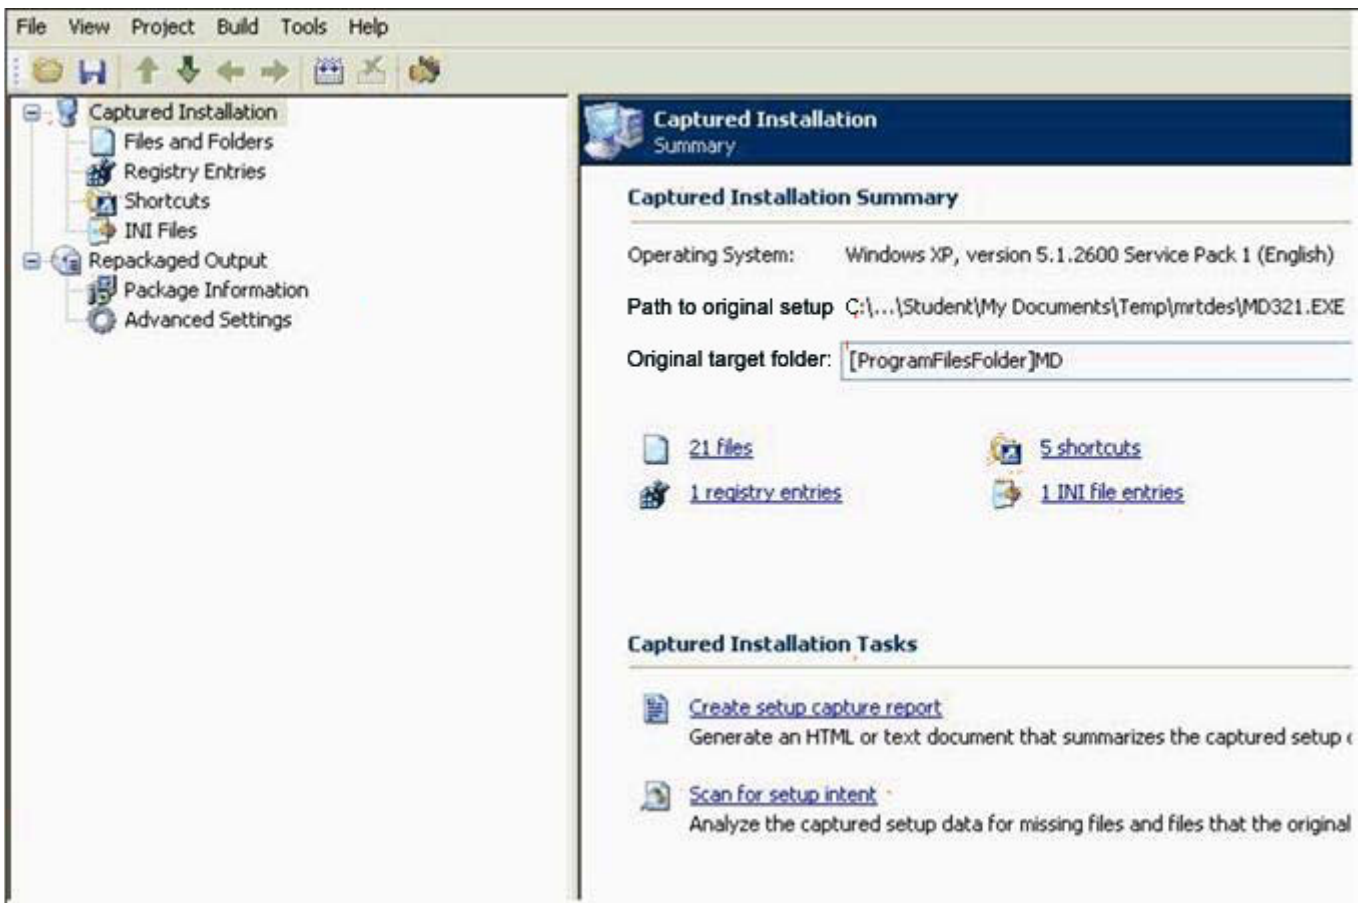 File View Project Build Tools Help
Captured Installation
Files and Folders
Registry Entries
Shortcuts
INI Files
Repackaged Output
Package Information
Advanced Settings
Captured Installation
Summary
Captured Installation Summary
Operating System: Windows XP, version 5.1.2600 Service Pack 1 (English)
Path to original setup C:\...\Student\My Documents\Temp\mrtdes\MD321.EXE
Original target folder: [ProgramFilesFolder]MD
21 files 5 shortcuts
1 registry entries 1 INI file entries
Captured Installation Tasks
Create setup capture report
Generate an HTML or text document that summarizes the captured setup
Scan for setup intent
Analyze the captured setup data for missing files and files that the original